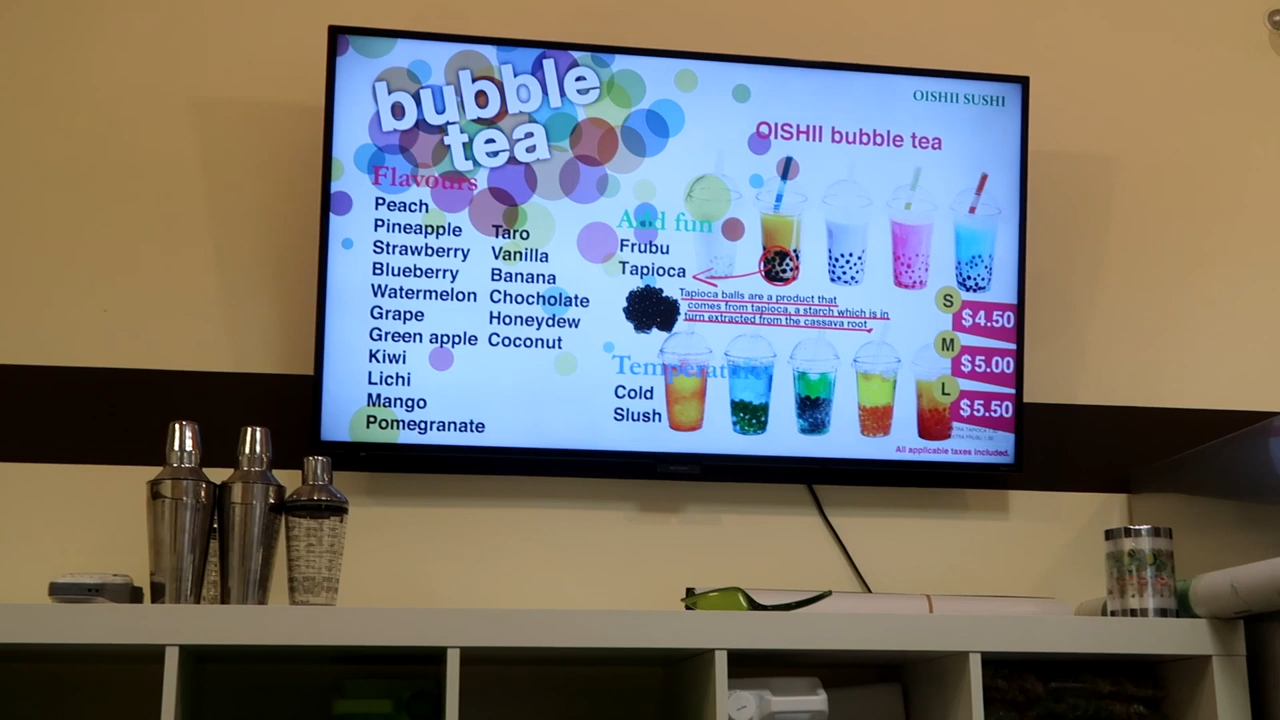 bubble
tea
OISHII SUSHI
OISHII bubble tea
Flavours
Peach
Pineapple
Strawberry
Blueberry
Watermelon
Grape
Green apple
Kiwi
Lichi
Mango
Pomegranate
Taro
Vanilla
Banana
Chocholate
Honeydew
Coconut
Add fun
Frubu
Tapioca
Tapioca balls are a product that
comes from tapioca, a starch which is in
turn extracted from the cassava root
Temperature
Cold
Slush
S $4.50
M $5.00
L $5.50
All applicable taxes included.